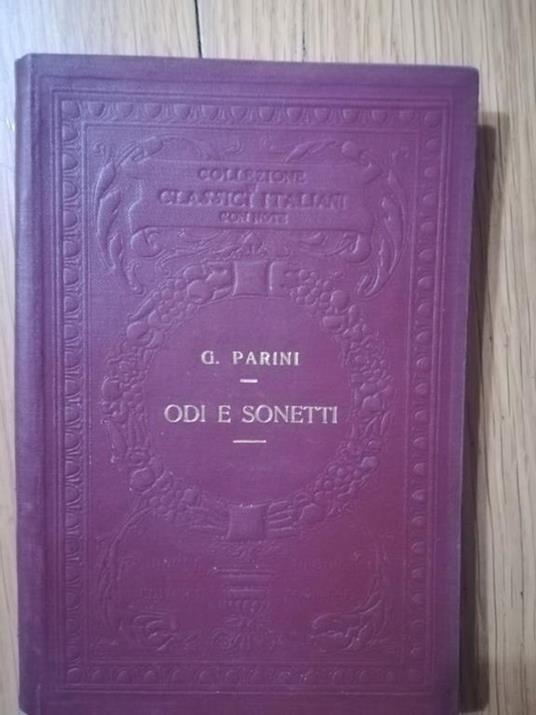 COLLEZIONE
CLASSICI ITALIANI
CON NOTE
G. PARINI
ODI E SONETTI